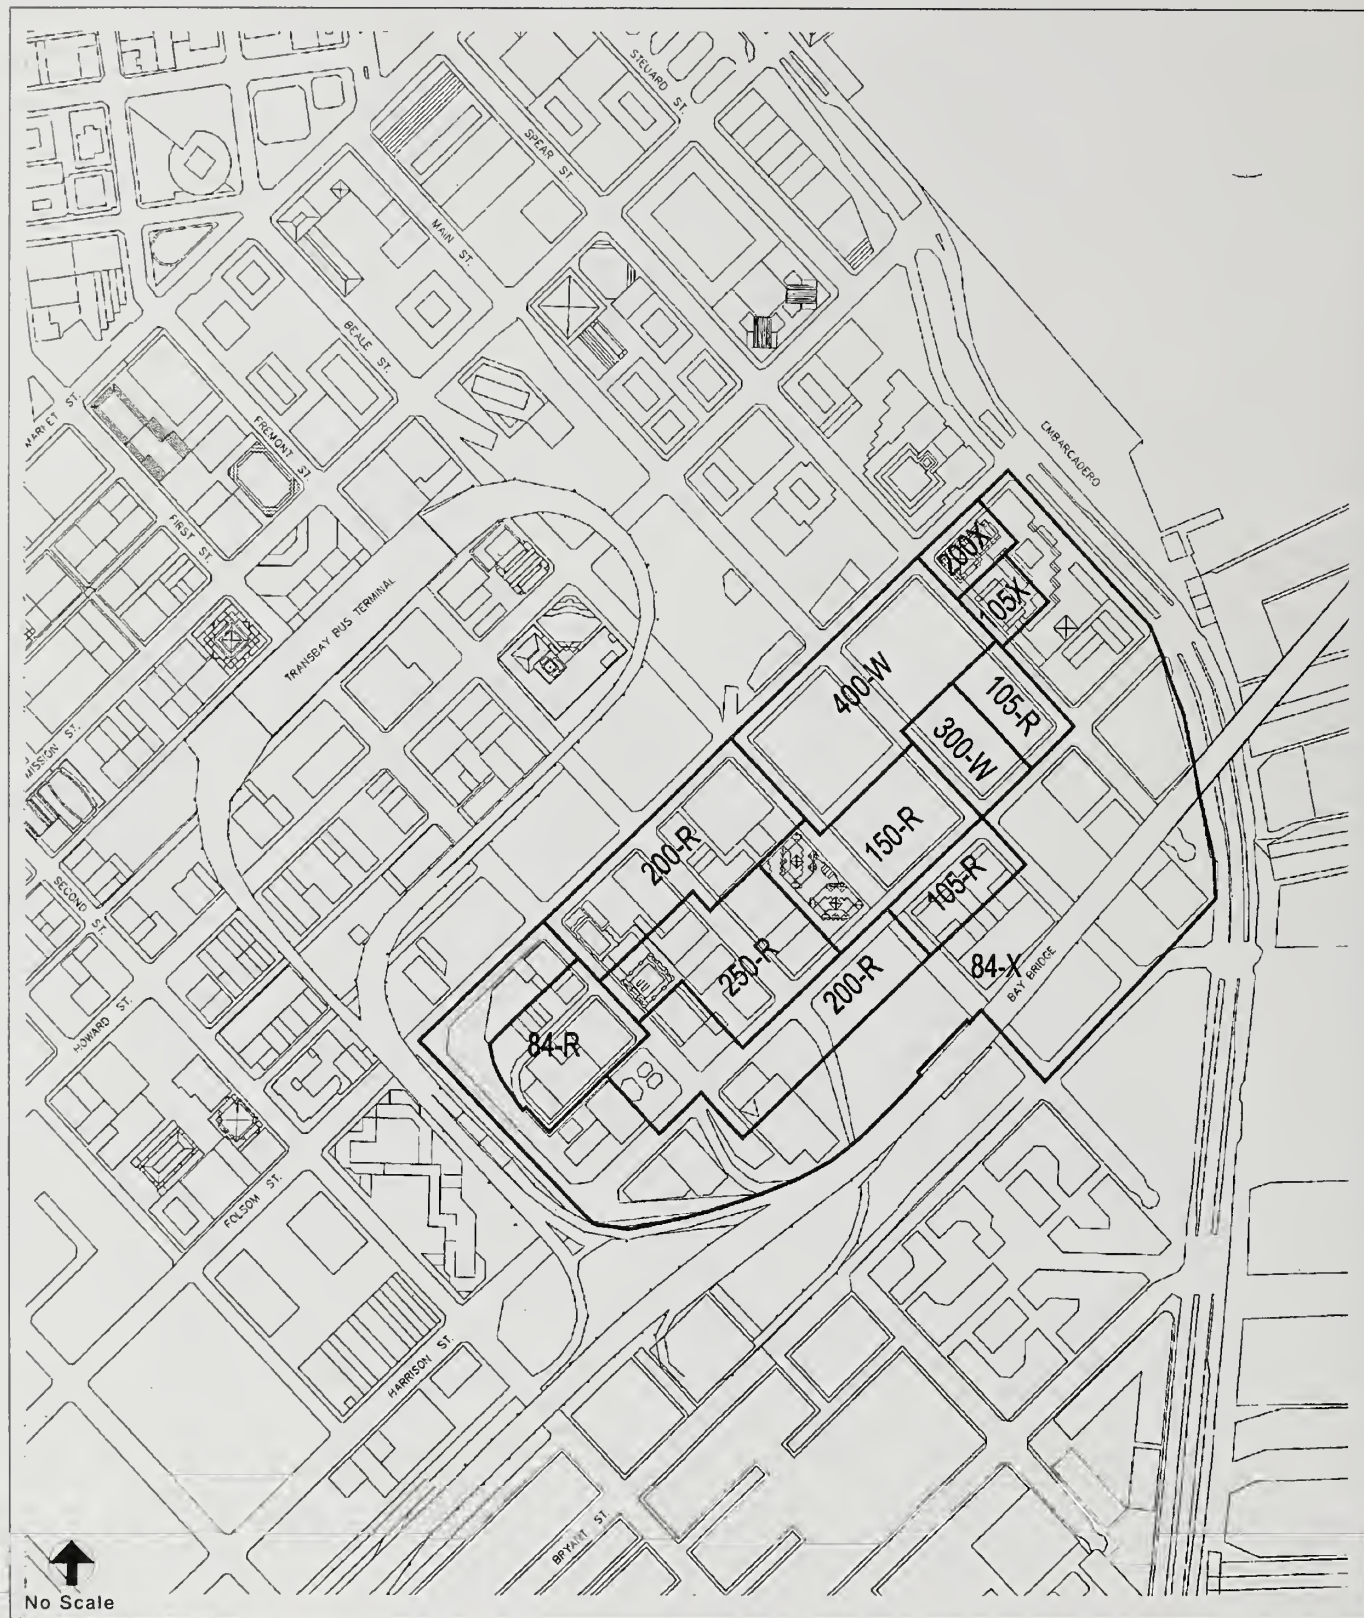 STEUARD ST.
SPEAR ST.
MAIN ST.
BEALE ST.
FREMONT ST.
MARKET ST.
FIRST ST.
EMBARCADERO
TRANSBAY BUS TERMINAL
MISSION ST.
SECOND ST.
HOWARD ST.
FOLSOM ST.
HARRISON ST.
BRYANT ST.
BAY BRIDGE
200X
105X
400-W
105-R
300-W
200-R
150-R
105-R
250-R
200-R
84-X
84-R
No Scale